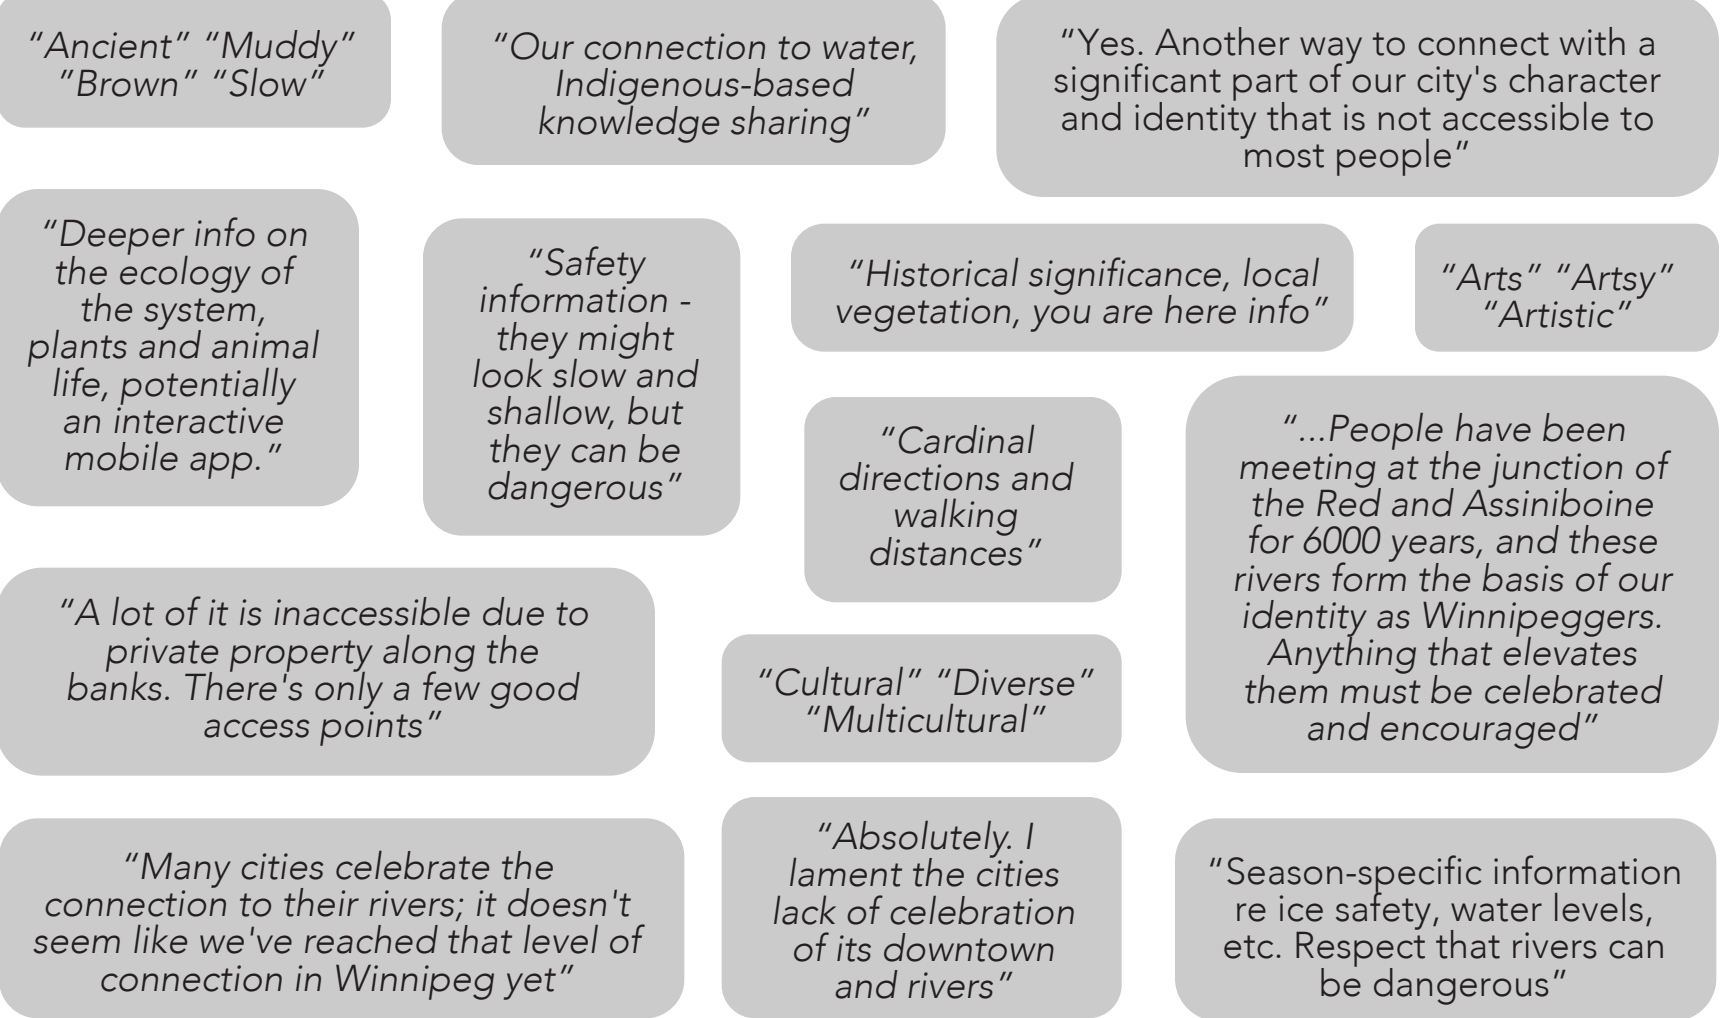 “Ancient” “Muddy”
“Brown” “Slow”
“Our connection to water,
Indigenous-based
knowledge sharing”
“Yes. Another way to connect with a
significant part of our city's character
and identity that is not accessible to
most people”
“Deeper info on
the ecology of
the system,
plants and animal
life, potentially
an interactive
mobile app.”
“Safety
information -
they might
look slow and
shallow, but
they can be
dangerous”
“Historical significance, local
vegetation, you are here info”
“Arts” “Artsy”
“Artistic”
“Cardinal
directions and
walking
distances”
“...People have been
meeting at the junction of
the Red and Assiniboine
for 6000 years, and these
rivers form the basis of our
identity as Winnipeggers.
Anything that elevates
them must be celebrated
and encouraged”
“A lot of it is inaccessible due to
private property along the
banks. There's only a few good
access points”
“Cultural” “Diverse”
“Multicultural”
“Many cities celebrate the
connection to their rivers; it doesn't
seem like we've reached that level of
connection in Winnipeg yet”
“Absolutely. I
lament the cities
lack of celebration
of its downtown
and rivers”
“Season-specific information
re ice safety, water levels,
etc. Respect that rivers can
be dangerous”